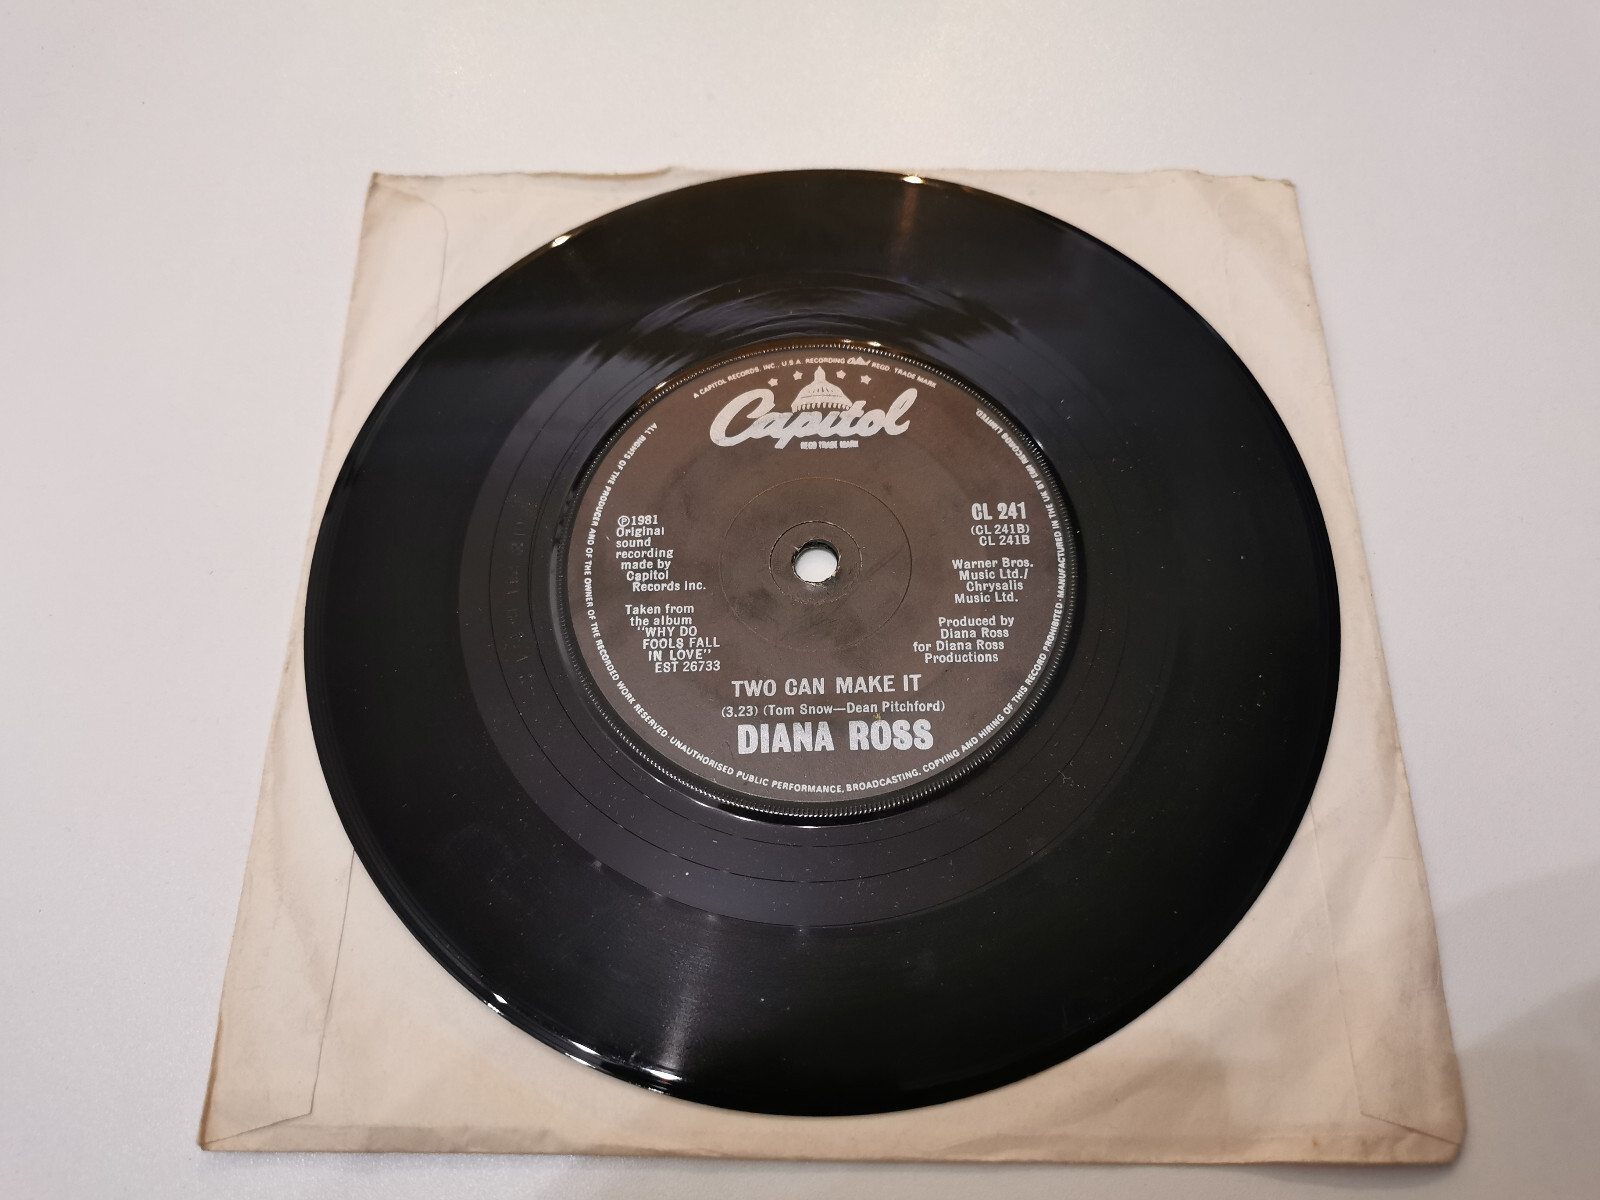 A CAPITOL RECORDS, INC., U.S.A. RECORDING Capitol REGD. TRADE MARK
Capitol
REGD TRADE MARK
℗1981
Original
sound
recording
made by
Capitol
Records Inc.
Taken from
the album
"WHY DO
FOOLS FALL
IN LOVE"
EST 26733
CL 241
(CL 241B)
CL 241B
Warner Bros.
Music Ltd./
Chrysalis
Music Ltd.
Produced by
Diana Ross
for Diana Ross
Productions
TWO CAN MAKE IT
(3.23) (Tom Snow—Dean Pitchford)
DIANA ROSS
ALL RIGHTS OF THE PRODUCER AND OF THE OWNER OF THE RECORDED WORK RESERVED. UNAUTHORISED PUBLIC PERFORMANCE, BROADCASTING, COPYING AND HIRING OF THIS RECORD PROHIBITED·MANUFACTURED IN THE UK BY EMI RECORDS LIMITED.